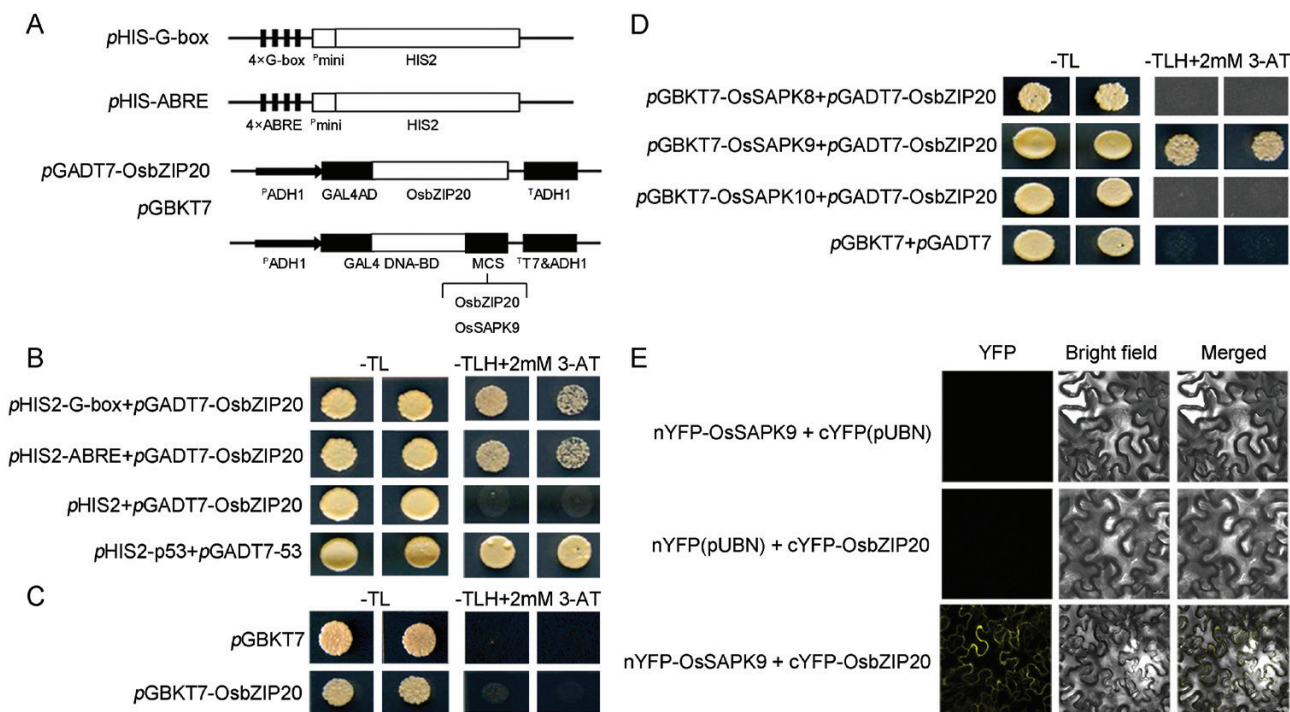 A
pHIS-G-box
4×G-box Pmini HIS2
pHIS-ABRE
4×ABRE Pmini HIS2
pGADT7-OsbZIP20
PADH1 GAL4AD OsbZIP20 TADH1
pGBKT7
PADH1 GAL4 DNA-BD MCS TT7&ADH1
OsbZIP20
OsSAPK9
B
-TL -TLH+2mM 3-AT
pHIS2-G-box+pGADT7-OsbZIP20
pHIS2-ABRE+pGADT7-OsbZIP20
pHIS2+pGADT7-OsbZIP20
pHIS2-p53+pGADT7-53
C
-TL -TLH+2mM 3-AT
pGBKT7
pGBKT7-OsbZIP20
D
-TL -TLH+2mM 3-AT
pGBKT7-OsSAPK8+pGADT7-OsbZIP20
pGBKT7-OsSAPK9+pGADT7-OsbZIP20
pGBKT7-OsSAPK10+pGADT7-OsbZIP20
pGBKT7+pGADT7
E
YFP Bright field Merged
nYFP-OsSAPK9 + cYFP(pUBN)
nYFP(pUBN) + cYFP-OsbZIP20
nYFP-OsSAPK9 + cYFP-OsbZIP20